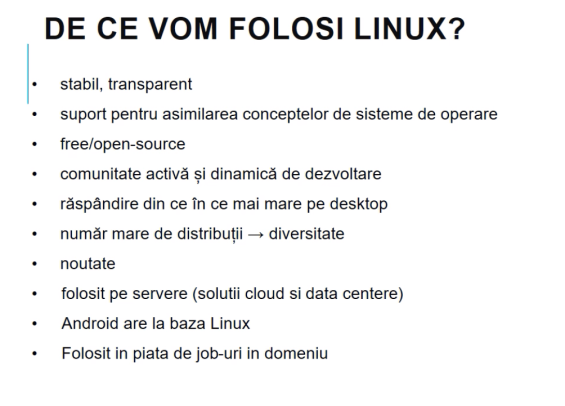 DE CE VOM FOLOSI LINUX?
• stabil, transparent
• suport pentru asimilarea conceptelor de sisteme de operare
• free/open-source
• comunitate activă și dinamică de dezvoltare
• răspândire din ce în ce mai mare pe desktop
• număr mare de distribuții → diversitate
• noutate
• folosit pe servere (solutii cloud si data centere)
• Android are la baza Linux
• Folosit in piata de job-uri in domeniu